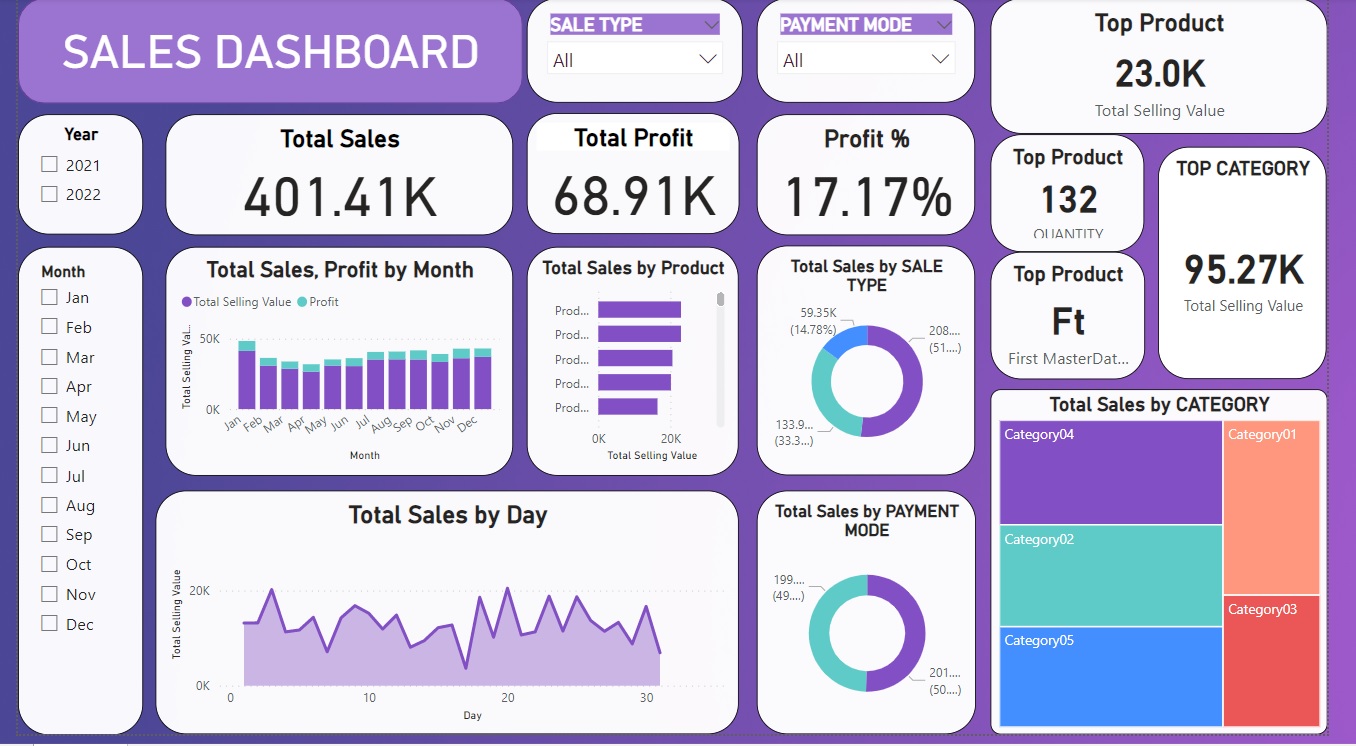 SALES DASHBOARD
SALE TYPE
All
PAYMENT MODE
All
Top Product
23.0K
Total Selling Value
Year
2021
2022
Total Sales
401.41K
Total Profit
68.91K
Profit %
17.17%
Top Product
132
QUANTITY
TOP CATEGORY
95.27K
Total Selling Value
Month
Jan
Feb
Mar
Apr
May
Jun
Jul
Aug
Sep
Oct
Nov
Dec
Total Sales, Profit by Month
Total Selling Value
Profit
Total Selling Val...
50K
0K
Jan
Feb
Mar
Apr
May
Jun
Jul
Aug
Sep
Oct
Nov
Dec
Month
Total Sales by Product
Prod...
Prod...
Prod...
Prod...
Prod...
0K
20K
Total Selling Value
Total Sales by SALE
TYPE
59.35K
(14.78%)
208....
(51....)
133.9...
(33.3...)
Top Product
Ft
First MasterDat...
Total Sales by Day
Total Selling Value
20K
0K
0
10
20
30
Day
Total Sales by PAYMENT
MODE
199....
(49....)
201....
(50....)
Total Sales by CATEGORY
Category04
Category01
Category02
Category03
Category05